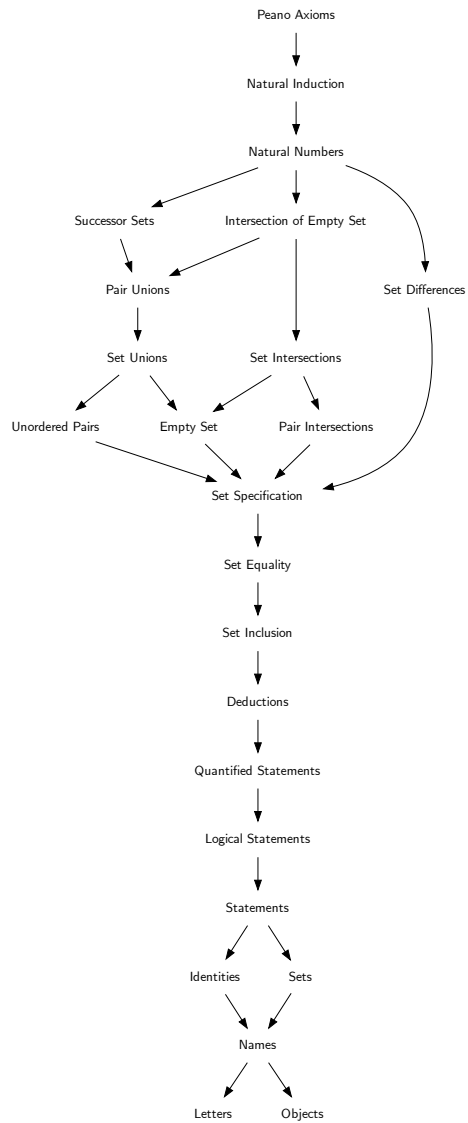 Peano Axioms
Natural Induction
Natural Numbers
Successor Sets
Intersection of Empty Set
Pair Unions
Set Differences
Set Unions
Set Intersections
Unordered Pairs
Empty Set
Pair Intersections
Set Specification
Set Equality
Set Inclusion
Deductions
Quantified Statements
Logical Statements
Statements
Identities
Sets
Names
Letters
Objects